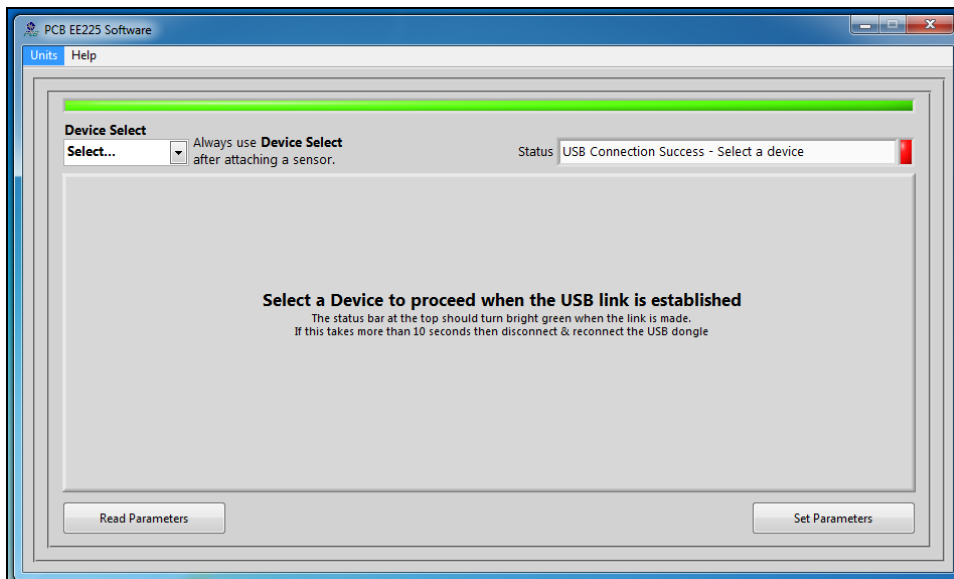 PCB EE225 Software
Units Help
Device Select
Select...
Always use Device Select
after attaching a sensor.
Status USB Connection Success - Select a device
Select a Device to proceed when the USB link is established
The status bar at the top should turn bright green when the link is made.
If this takes more than 10 seconds then disconnect & reconnect the USB dongle
Read Parameters
Set Parameters